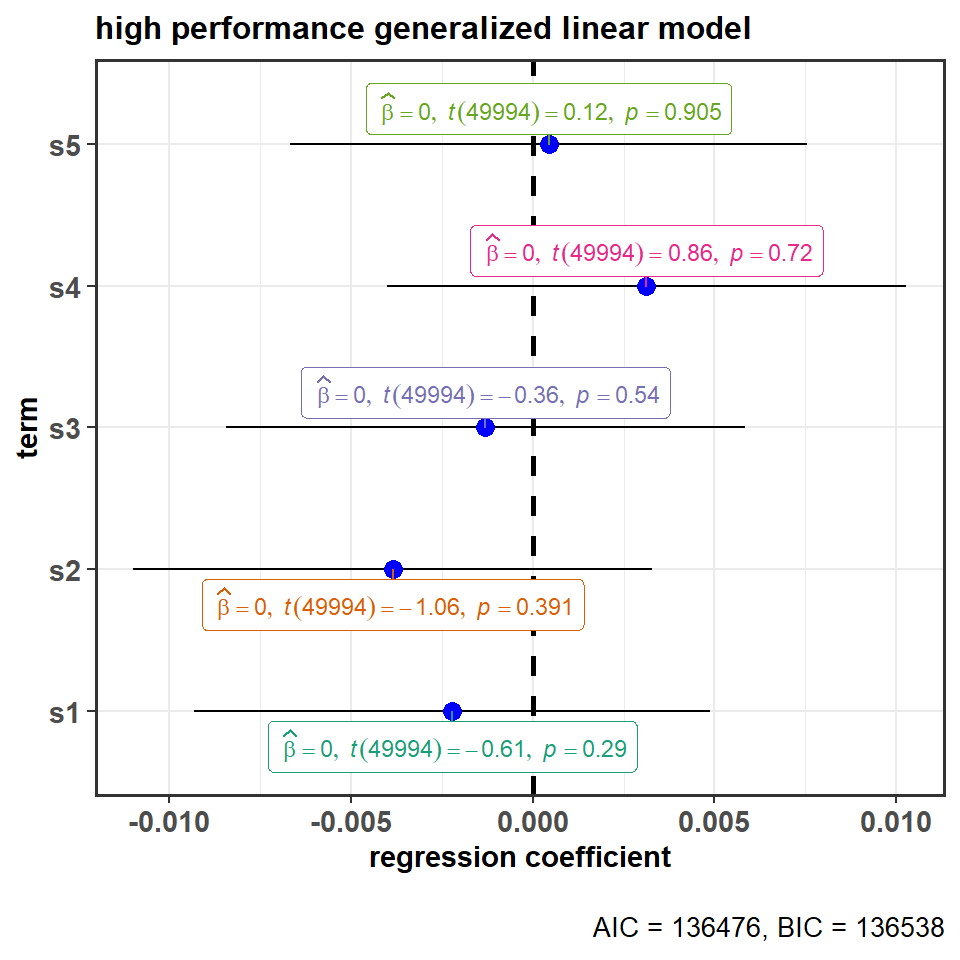 high performance generalized linear model
β̂ = 0, t(49994) = 0.12, p = 0.905
s5
β̂ = 0, t(49994) = 0.86, p = 0.72
s4
β̂ = 0, t(49994) = −0.36, p = 0.54
s3
term
s2
β̂ = 0, t(49994) = −1.06, p = 0.391
s1
β̂ = 0, t(49994) = −0.61, p = 0.29
-0.010 -0.005 0.000 0.005 0.010
regression coefficient
AIC = 136476, BIC = 136538